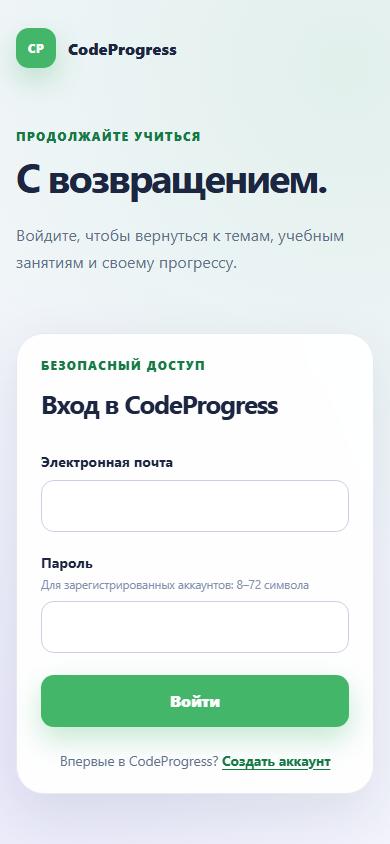 CP
CodeProgress
ПРОДОЛЖАЙТЕ УЧИТЬСЯ
С возвращением.
Войдите, чтобы вернуться к темам, учебным
занятиям и своему прогрессу.
БЕЗОПАСНЫЙ ДОСТУП
Вход в CodeProgress
Электронная почта
Пароль
Для зарегистрированных аккаунтов: 8–72 символа
Войти
Впервые в CodeProgress? Создать аккаунт